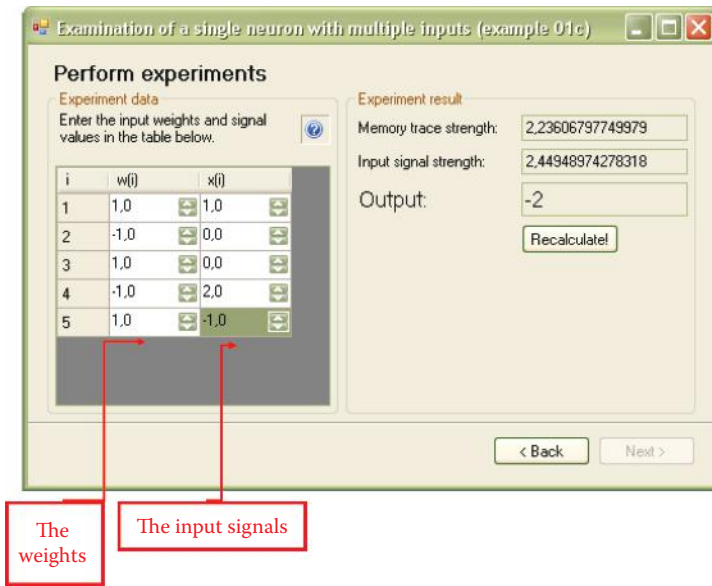 Examination of a single neuron with multiple inputs (example 01c)
Perform experiments
Experiment data
Enter the input weights and signal
values in the table below.
i w(i) x(i)
1 1,0 1,0
2 -1,0 0,0
3 1,0 0,0
4 -1,0 2,0
5 1,0 -1,0
Experiment result
Memory trace strength: 2,23606797749979
Input signal strength: 2,44948974278318
Output: -2
Recalculate!
< Back Next >
The
weights
The input signals